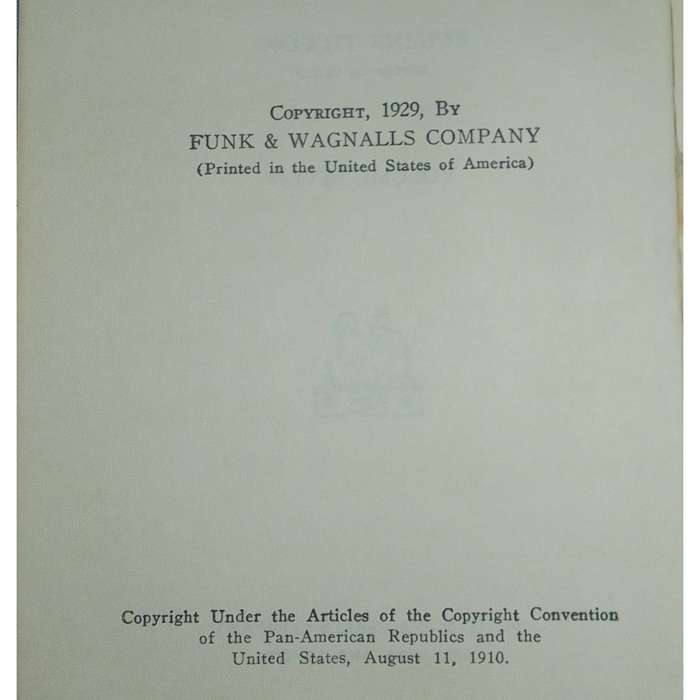 COPYRIGHT, 1929, BY
FUNK & WAGNALLS COMPANY
(Printed in the United States of America)
Copyright Under the Articles of the Copyright Convention
of the Pan-American Republics and the
United States, August 11, 1910.